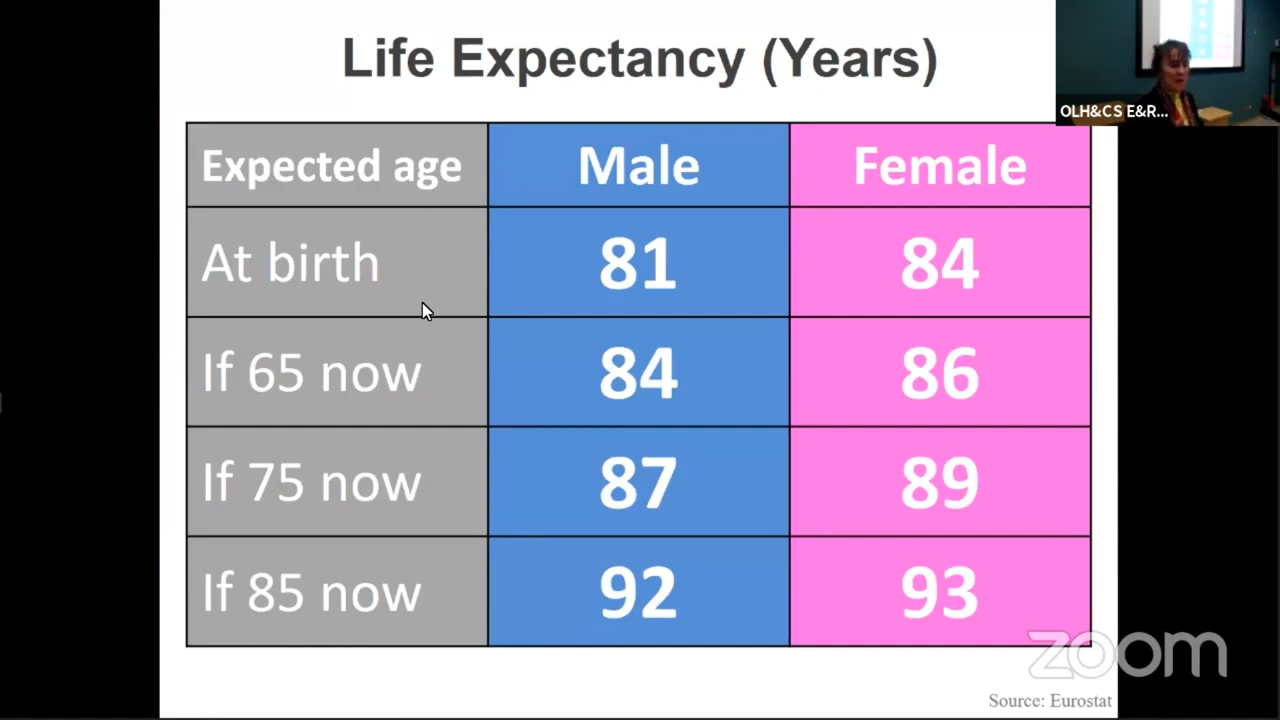 Life Expectancy (Years)
OLH&CS E&R...
Expected age Male Female
At birth 81 84
If 65 now 84 86
If 75 now 87 89
If 85 now 92 93
zoom
Source: Eurostat